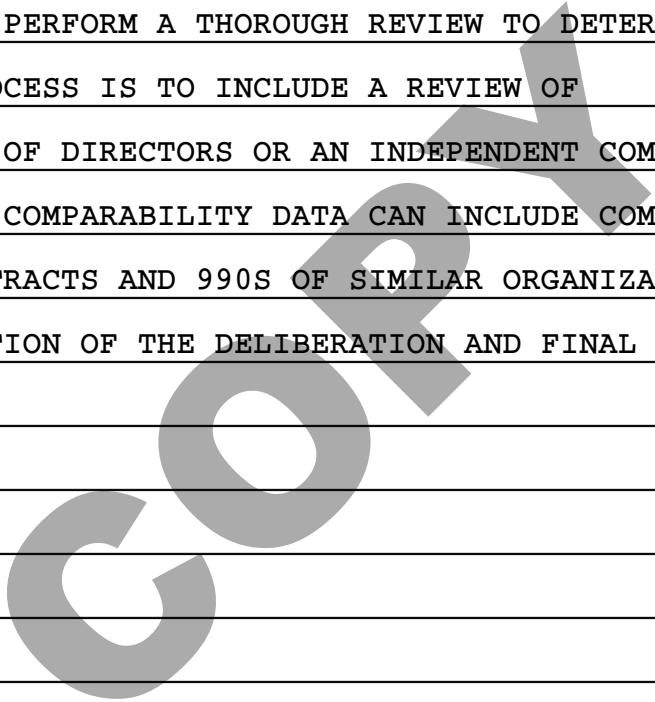 PERFORM A THOROUGH REVIEW TO DETER
OCESS IS TO INCLUDE A REVIEW OF
OF DIRECTORS OR AN INDEPENDENT COM
COMPARABILITY DATA CAN INCLUDE COM
TRACTS AND 990S OF SIMILAR ORGANIZA
TION OF THE DELIBERATION AND FINAL
COPY